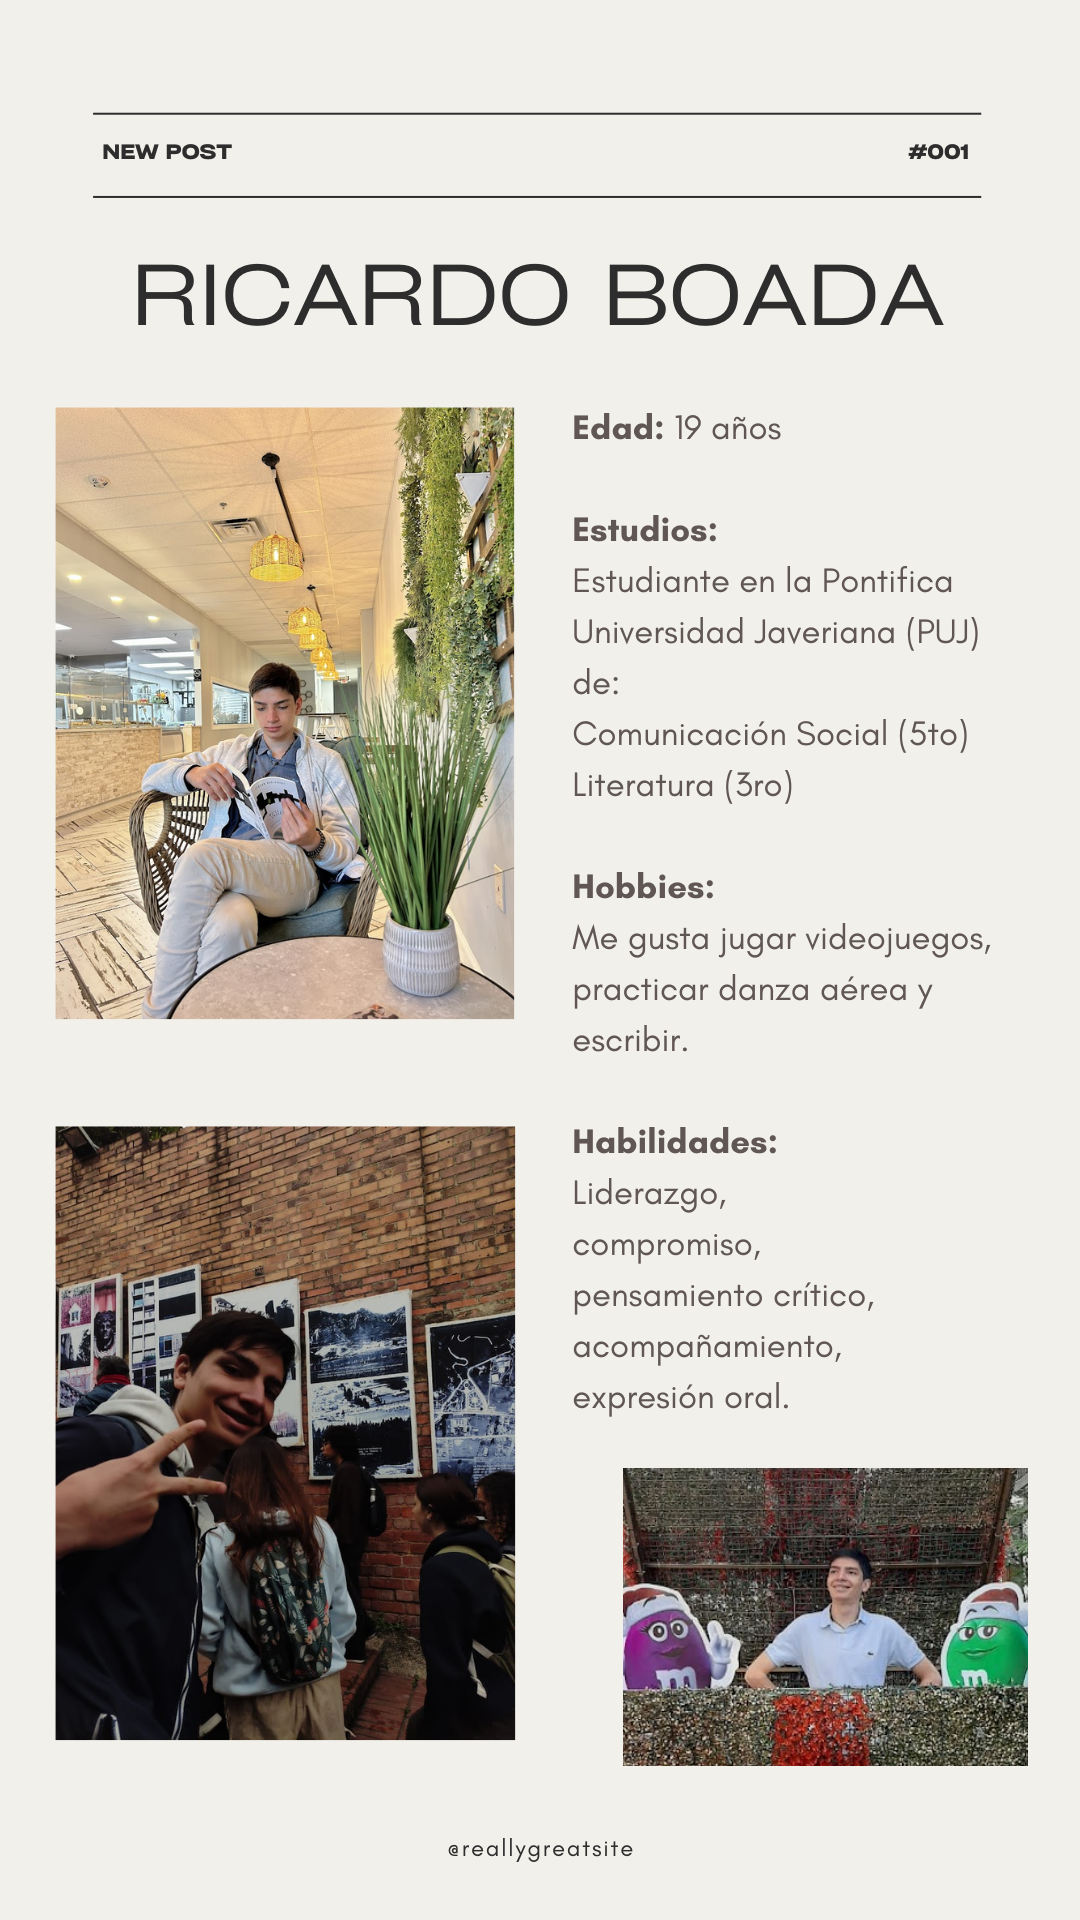 NEW POST
#001
RICARDO BOADA
Edad: 19 años
Estudios:
Estudiante en la Pontifica
Universidad Javeriana (PUJ)
de:
Comunicación Social (5to)
Literatura (3ro)
Hobbies:
Me gusta jugar videojuegos,
practicar danza aérea y
escribir.
Habilidades:
Liderazgo,
compromiso,
pensamiento crítico,
acompañamiento,
expresión oral.
m
m
@reallygreatsite